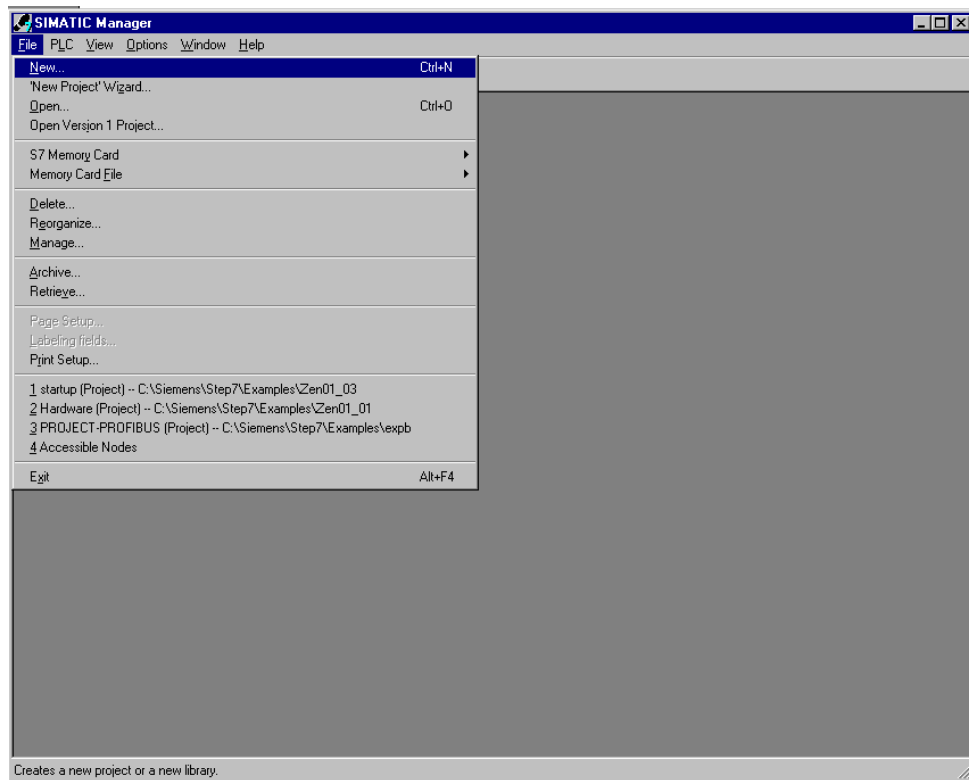 SIMATIC Manager
File PLC View Options Window Help
New... Ctrl+N
'New Project' Wizard...
Open... Ctrl+O
Open Version 1 Project...
S7 Memory Card
Memory Card File
Delete...
Reorganize...
Manage...
Archive...
Retrieve...
Page Setup...
Labeling fields...
Print Setup...
1 startup (Project) -- C:\Siemens\Step7\Examples\Zen01_03
2 Hardware (Project) -- C:\Siemens\Step7\Examples\Zen01_01
3 PROJECT-PROFIBUS (Project) -- C:\Siemens\Step7\Examples\expb
4 Accessible Nodes
Exit Alt+F4
Creates a new project or a new library.